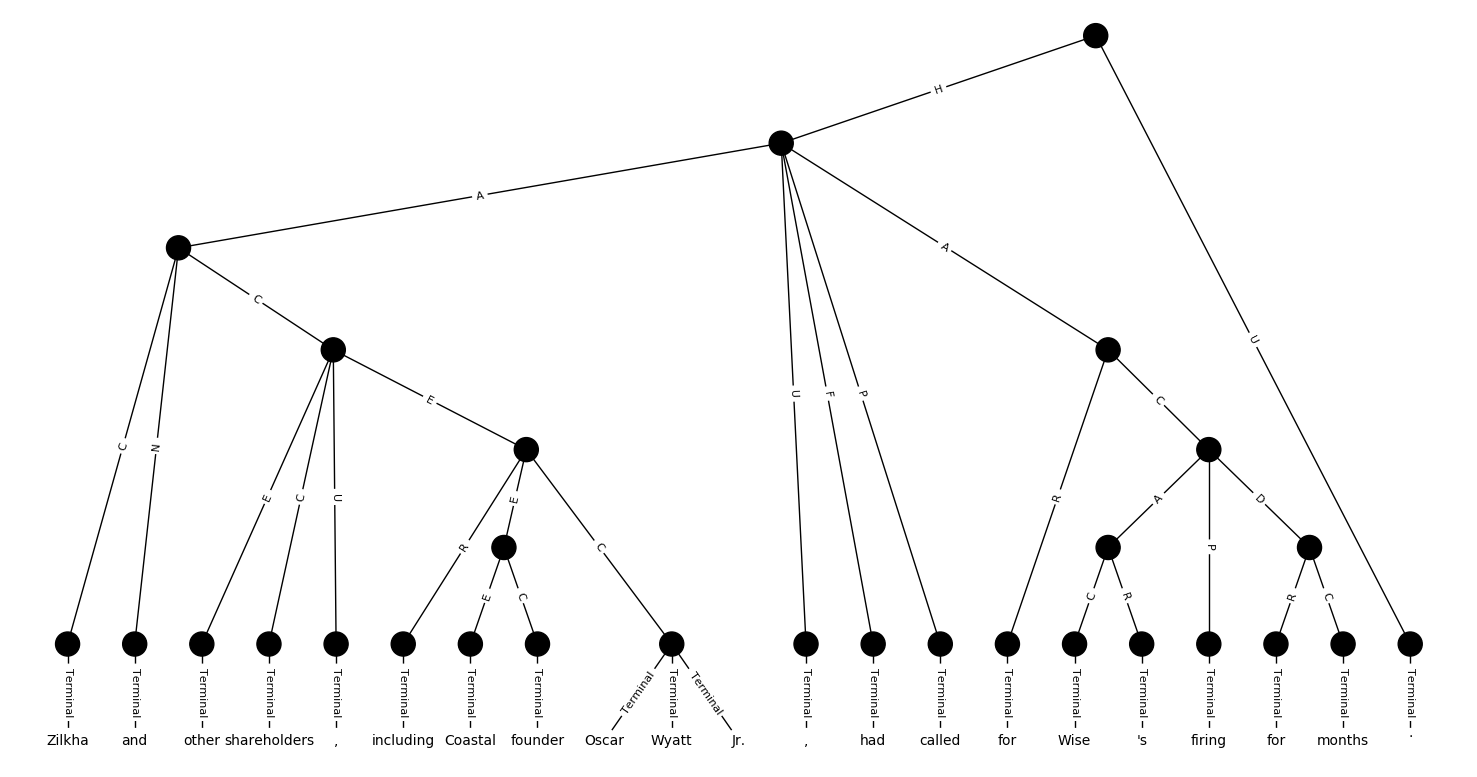 H
A
A
C
C
N
U
F
P
U
E
E
C
U
R
C
R
E
C
A
P
D
E
C
C
R
R
C
Terminal Terminal Terminal Terminal Terminal Terminal Terminal Terminal Terminal Terminal Terminal Terminal Terminal Terminal Terminal Terminal Terminal Terminal Terminal Terminal Terminal
Zilkha and other shareholders , including Coastal founder Oscar Wyatt Jr. , had called for Wise 's firing for months .